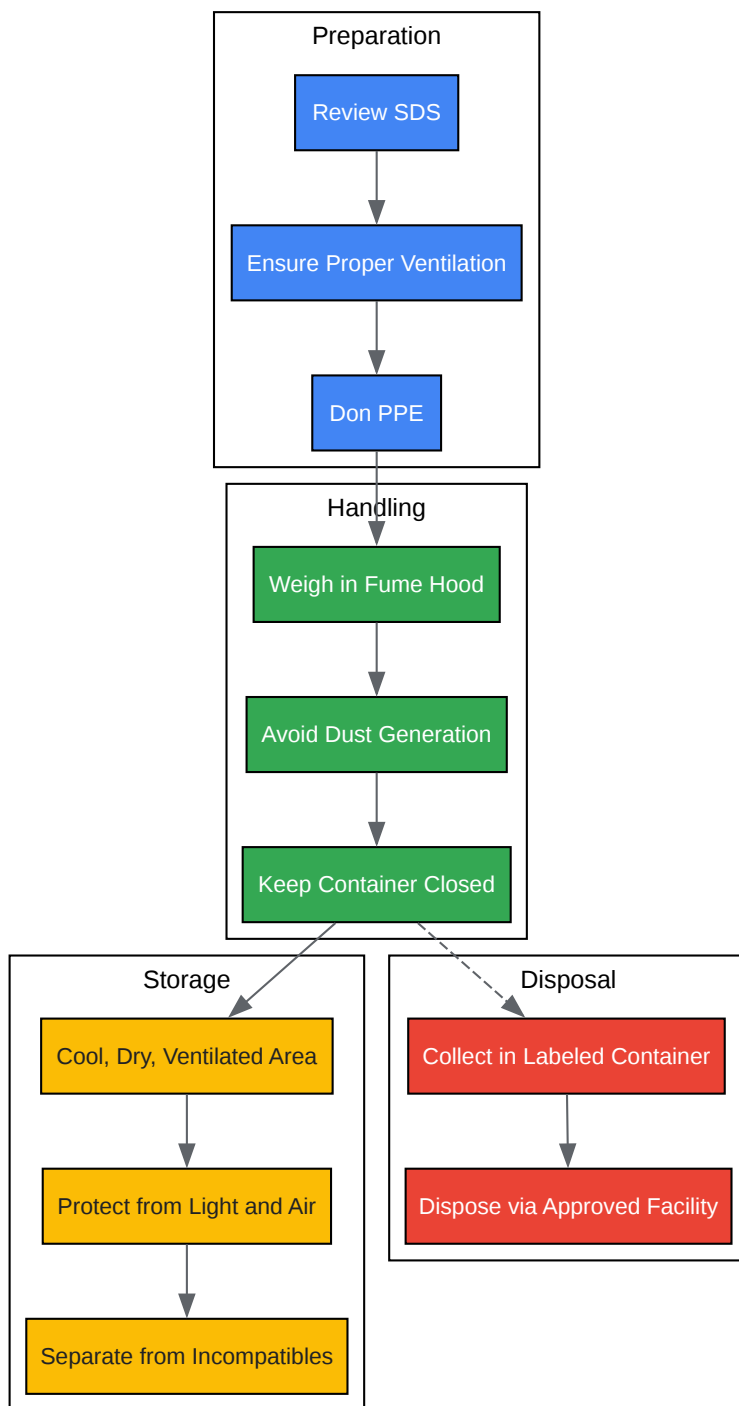 Preparation
Review SDS
Ensure Proper Ventilation
Don PPE
Handling
Weigh in Fume Hood
Avoid Dust Generation
Keep Container Closed
Storage
Cool, Dry, Ventilated Area
Protect from Light and Air
Separate from Incompatibles
Disposal
Collect in Labeled Container
Dispose via Approved Facility